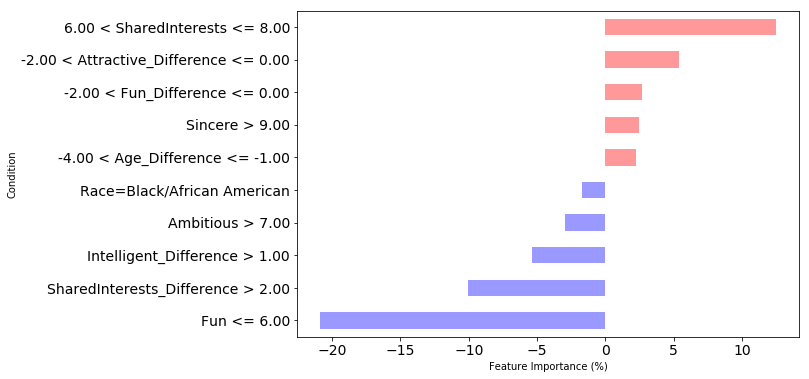 6.00 < SharedInterests <= 8.00
-2.00 < Attractive_Difference <= 0.00
-2.00 < Fun_Difference <= 0.00
Sincere > 9.00
-4.00 < Age_Difference <= -1.00
Race=Black/African American
Ambitious > 7.00
Intelligent_Difference > 1.00
SharedInterests_Difference > 2.00
Fun <= 6.00
Condition
−20 −15 −10 −5 0 5 10
Feature Importance (%)